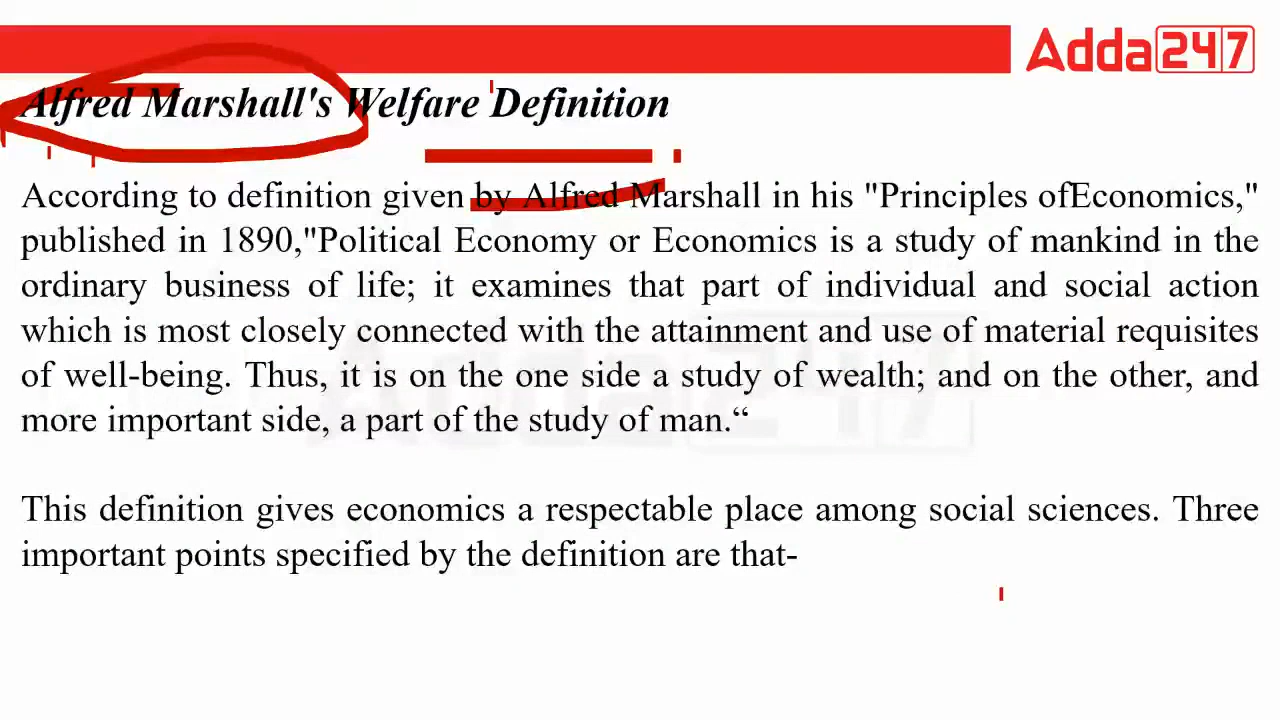 Adda247
Alfred Marshall's Welfare Definition
According to definition given by Alfred Marshall in his "Principles ofEconomics,"
published in 1890,"Political Economy or Economics is a study of mankind in the
ordinary business of life; it examines that part of individual and social action
which is most closely connected with the attainment and use of material requisites
of well-being. Thus, it is on the one side a study of wealth; and on the other, and
more important side, a part of the study of man.“
This definition gives economics a respectable place among social sciences. Three
important points specified by the definition are that-